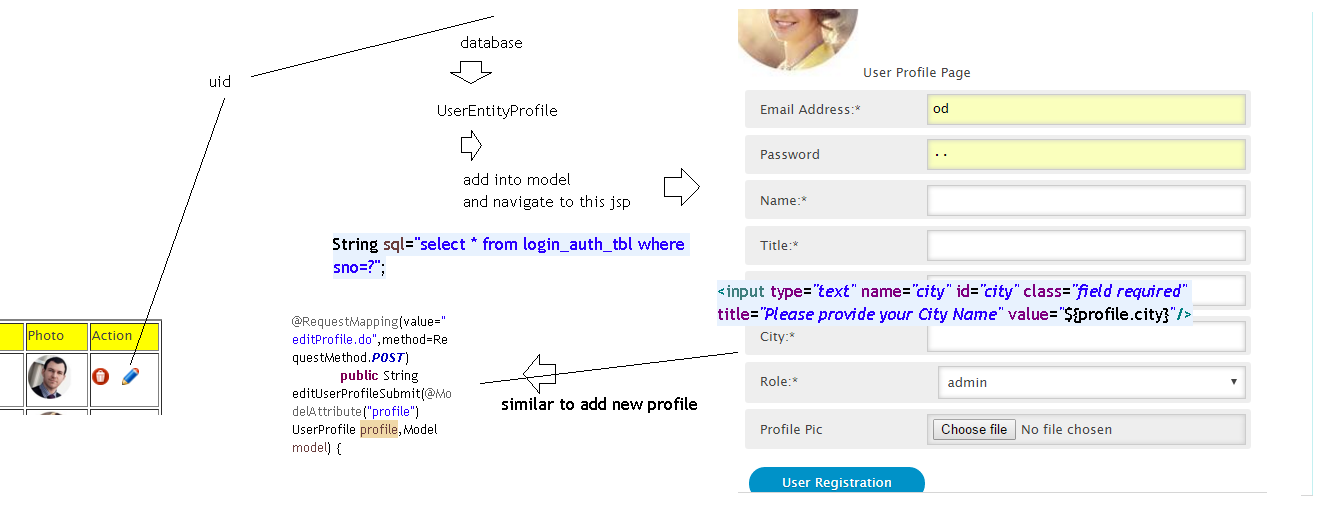 database
uid
UserEntityProfile
add into model
and navigate to this jsp
String sql="select * from login_auth_tbl where
sno=?";
@RequestMapping(value="
editProfile.do",method=Re
questMethod.POST)
public String
editUserProfileSubmit(@Mo
delAttribute("profile")
UserProfile profile,Model
model) {
similar to add new profile
Photo
Action
User Profile Page
Email Address:*
od
Password
Name:*
Title:*
<input type="text" name="city" id="city" class="field required"
title="Please provide your City Name" value="${profile.city}"/>
City:*
Role:*
admin
Profile Pic
Choose file No file chosen
User Registration